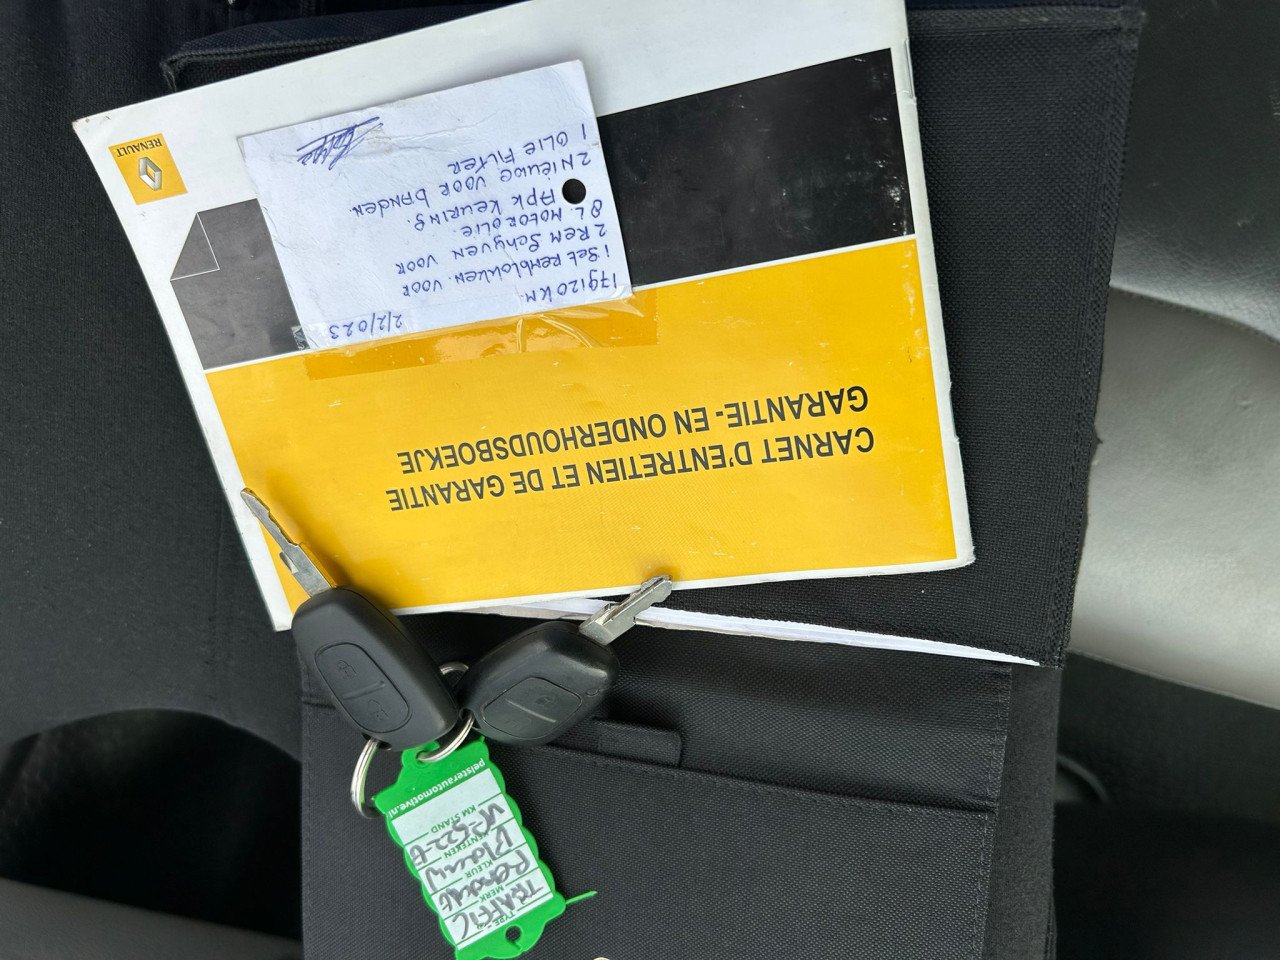 RENAULT
2/2/023
179120 KM.
1 Set REMBLOKKEN. VOOR
2 REM SCHYVEN VOOR
8 L. MOTOROLIE.
APK KEURING.
2 NIEUWE VOOR BANDEN.
1 OLIE FILTER
CARNET D'ENTRETIEN ET DE GARANTIE
GARANTIE- EN ONDERHOUDSBOEKJE
TYPE
TRAFFIC
MERK
Renault
KLEUR
Blauw
KENTEKEN
KM STAND
pelsterautomotive.nl